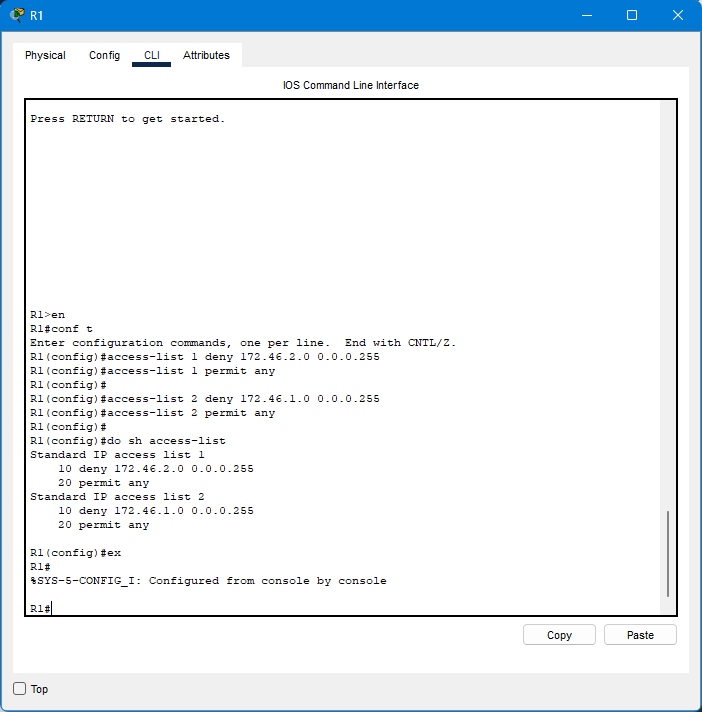 R1
Physical Config CLI Attributes
IOS Command Line Interface
Press RETURN to get started.
R1>en
R1#conf t
Enter configuration commands, one per line.  End with CNTL/Z.
R1(config)#access-list 1 deny 172.46.2.0 0.0.0.255
R1(config)#access-list 1 permit any
R1(config)#
R1(config)#access-list 2 deny 172.46.1.0 0.0.0.255
R1(config)#access-list 2 permit any
R1(config)#
R1(config)#do sh access-list
Standard IP access list 1
    10 deny 172.46.2.0 0.0.0.255
    20 permit any
Standard IP access list 2
    10 deny 172.46.1.0 0.0.0.255
    20 permit any
R1(config)#ex
R1#
%SYS-5-CONFIG_I: Configured from console by console
R1#
Copy Paste
Top